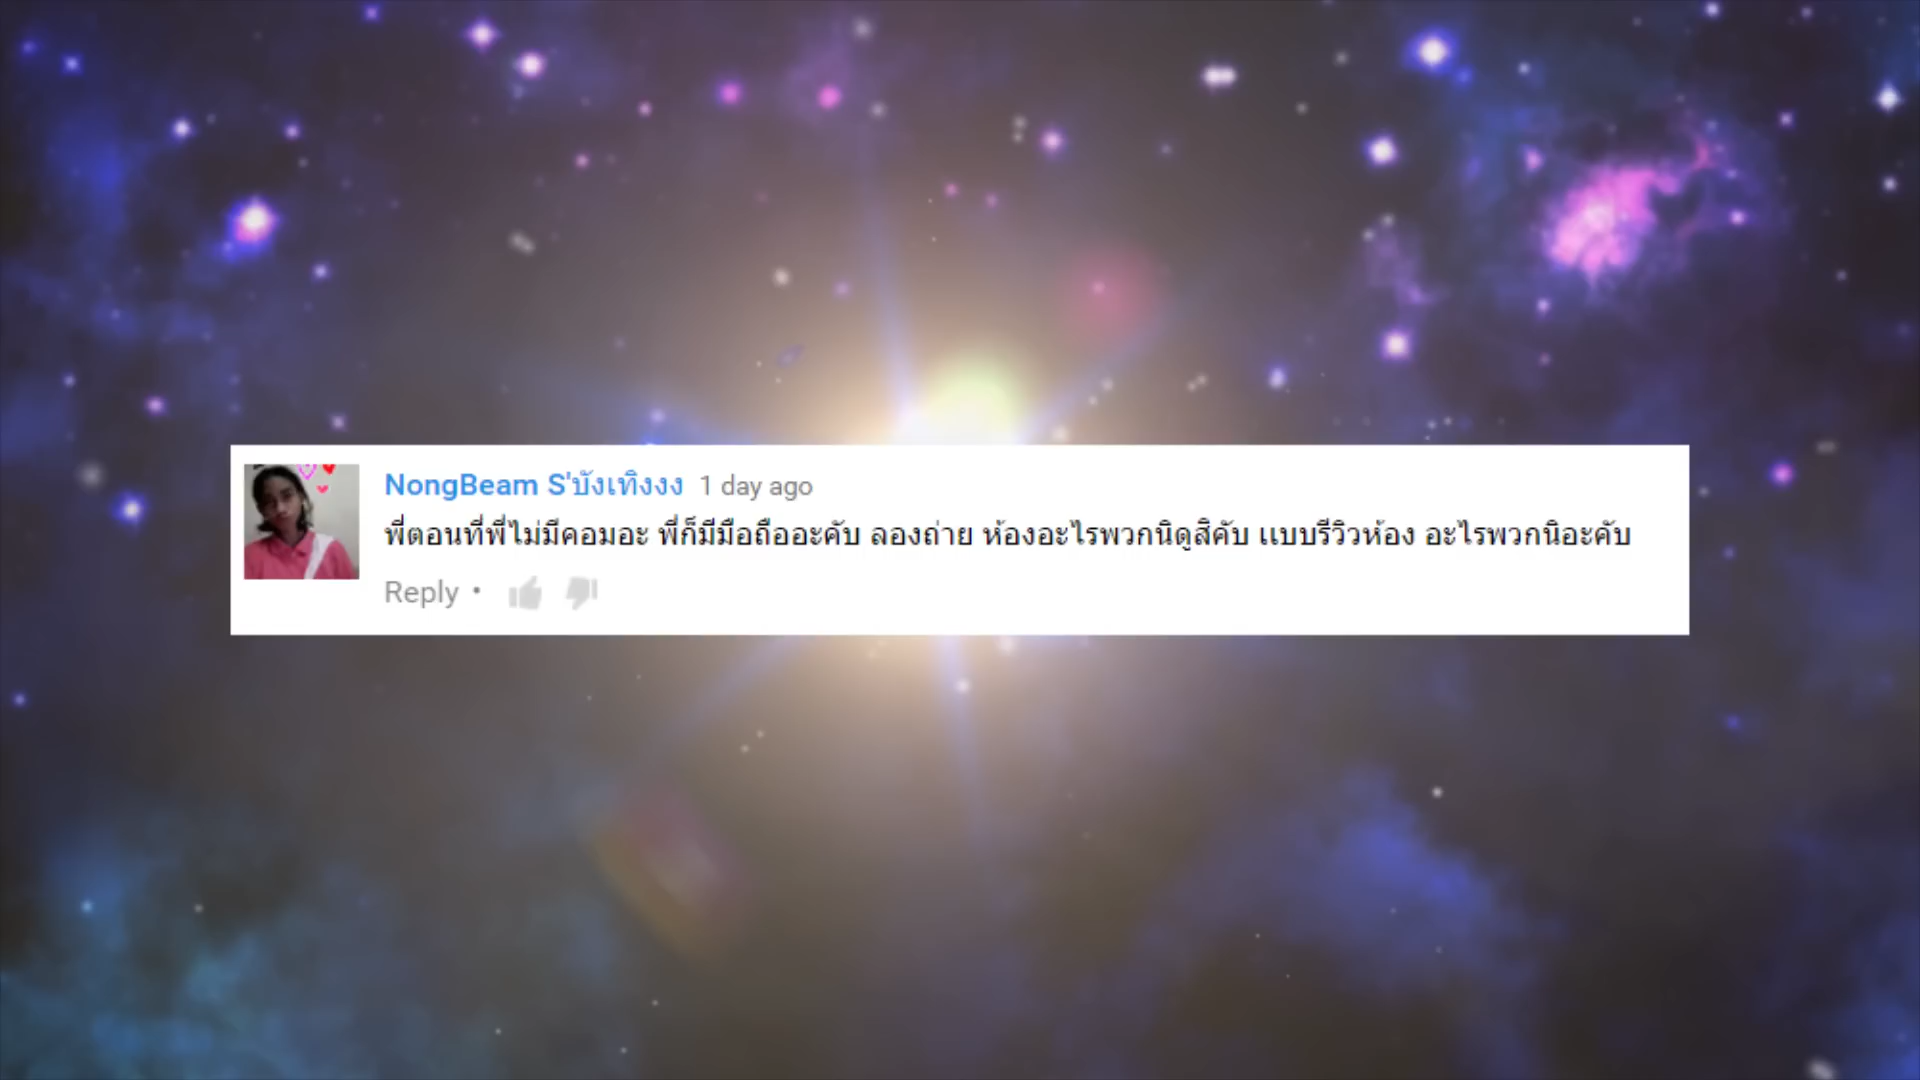 NongBeam S'บังเทิงงง 1 day ago
พี่ตอนที่พี่ไม่มีคอมอะ พี่ก็มีมือถืออะคับ ลองถ่าย ห้องอะไรพวกนิดูสิคับ แบบรีวิวห้อง อะไรพวกนิอะคับ
Reply •